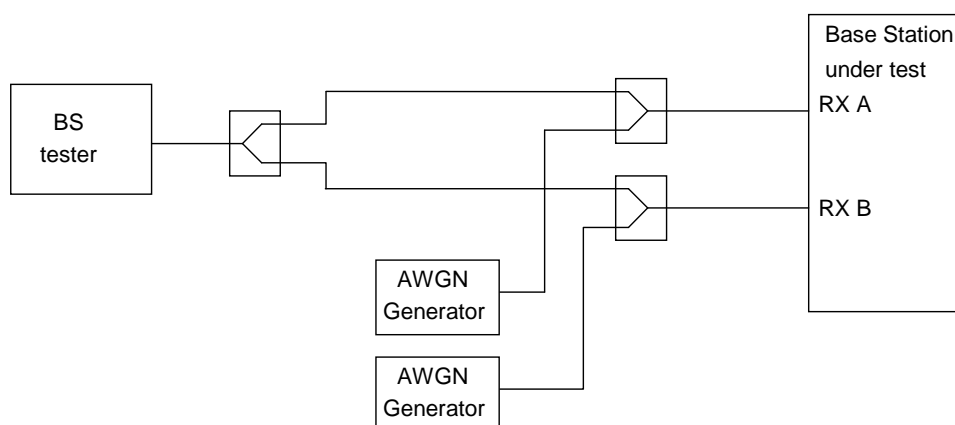 Base Station
under test
BS
tester
RX A
RX B
AWGN
Generator
AWGN
Generator